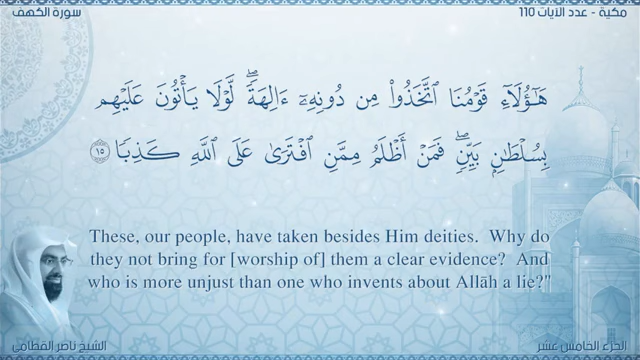 مكية - عدد الآيات 110
سورة الكهف
هَـٰٓؤُلَآءِ قَوْمُنَا ٱتَّخَذُوا۟ مِن دُونِهِۦٓ ءَالِهَةًۖ لَّوْلَا يَأْتُونَ عَلَيْهِم
بِسُلْطَـٰنٍۭ بَيِّنٍۖ فَمَنْ أَظْلَمُ مِمَّنِ ٱفْتَرَىٰ عَلَى ٱللَّهِ كَذِبًا ١٥
These, our people, have taken besides Him deities.  Why do
they not bring for [worship of] them a clear evidence?  And
who is more unjust than one who invents about Allāh a lie?"
الجزء الخامس عشر
الشيخ ناصر القطامي